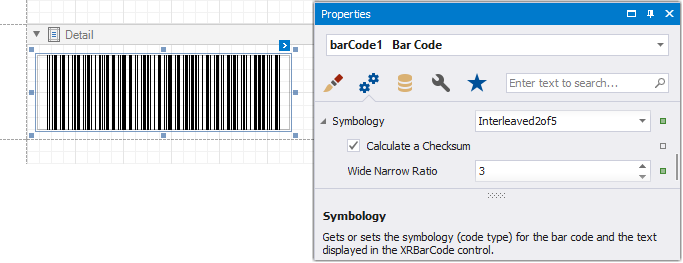 Detail
Properties
barCode1 Bar Code
Enter text to search...
Symbology
Interleaved2of5
Calculate a Checksum
Wide Narrow Ratio
3
Symbology
Gets or sets the symbology (code type) for the bar code and the text
displayed in the XRBarCode control.